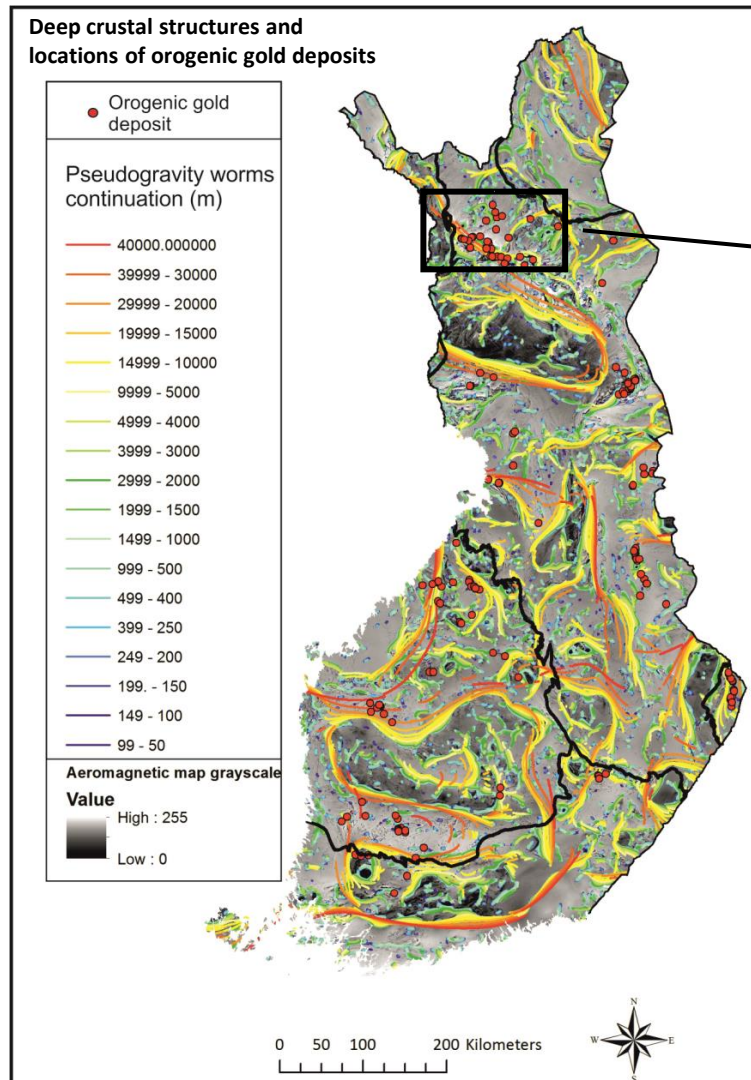 Deep crustal structures and
locations of orogenic gold deposits
Orogenic gold
deposit
Pseudogravity worms
continuation (m)
40000.000000
39999 - 30000
29999 - 20000
19999 - 15000
14999 - 10000
9999 - 5000
4999 - 4000
3999 - 3000
2999 - 2000
1999 - 1500
1499 - 1000
999 - 500
499 - 400
399 - 250
249 - 200
199. - 150
149 - 100
99 - 50
Aeromagnetic map grayscale
Value
High : 255
Low : 0
N
W E
S
0 50 100 200 Kilometers